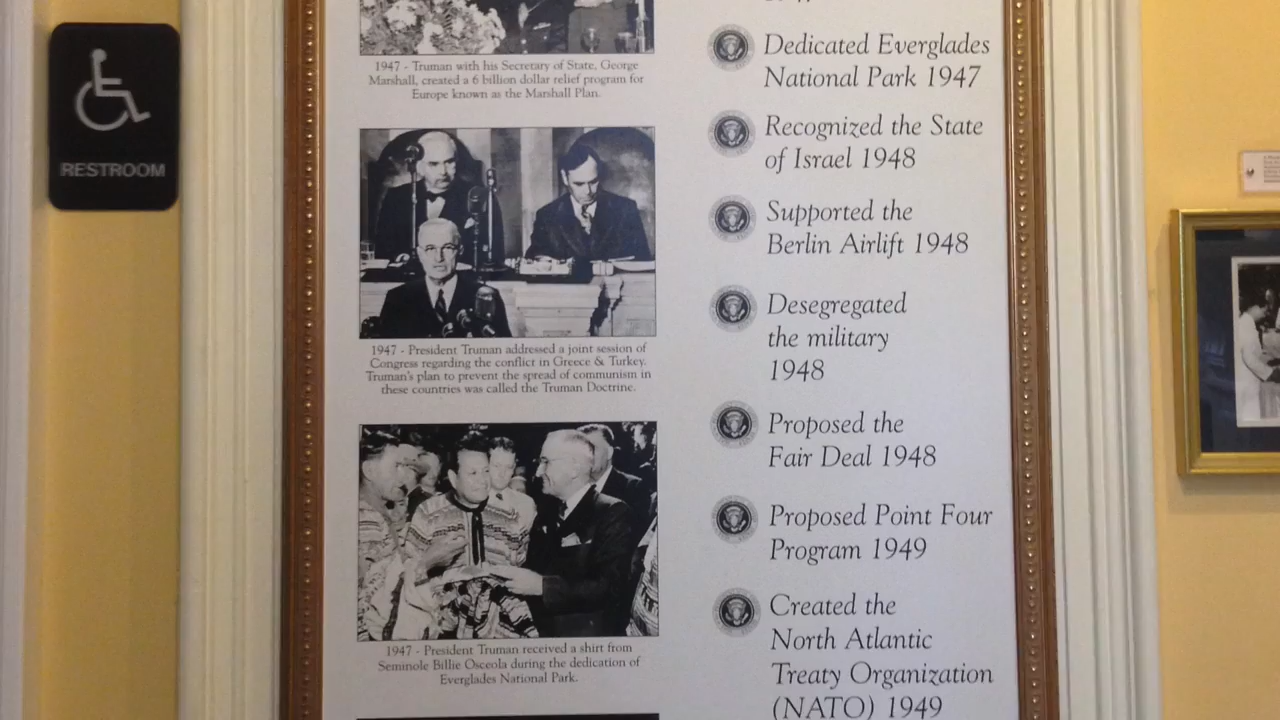 RESTROOM
1947 - Truman with his Secretary of State, George
Marshall, created a 6 billion dollar relief program for
Europe known as the Marshall Plan.
1947 - President Truman addressed a joint session of
Congress regarding the conflict in Greece & Turkey.
Truman's plan to prevent the spread of communism in
these countries was called the Truman Doctrine.
1947 - President Truman received a shirt from
Seminole Billie Osceola during the dedication of
Everglades National Park.
Dedicated Everglades
National Park 1947
Recognized the State
of Israel 1948
Supported the
Berlin Airlift 1948
Desegregated
the military
1948
Proposed the
Fair Deal 1948
Proposed Point Four
Program 1949
Created the
North Atlantic
Treaty Organization
(NATO) 1949